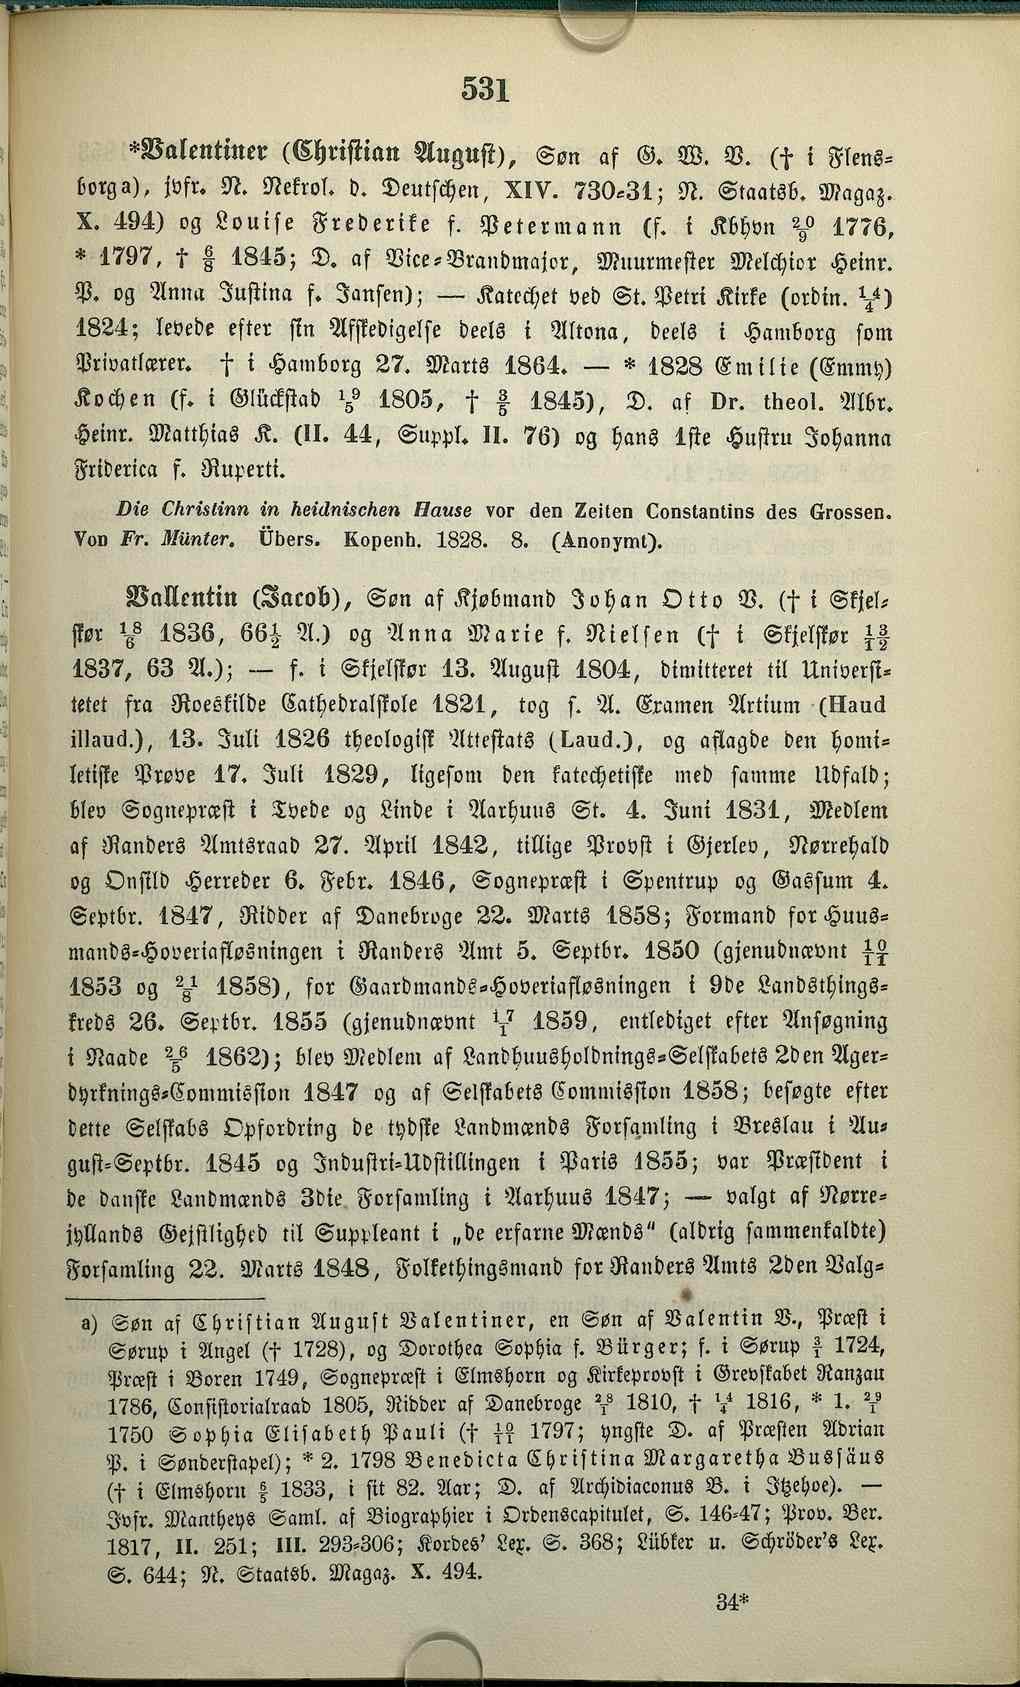 531
*Valentiner (Christian August), Søn af G. W. V. († i Flens-
borga), jvfr. N. Nekrol. d. Deutschen, XIV. 730-31; N. Staatsb. Magaz.
X. 494) og Louise Frederike f. Petermann (f. i Kbhvn 20/9 1776,
* 1797, † 6/8 1845; D. af Vice-Brandmajor, Muurmester Melchior Heinr.
P. og Anna Justina f. Jansen); — Katechet ved St. Petri Kirke (ordin. 14/4)
1824; levede efter sin Afskedigelse deels i Altona, deels i Hamborg som
Privatlærer. † i Hamborg 27. Marts 1864. — * 1828 Emilie (Emmy)
Kochen (f. i Glückstad 19/5 1805, † 3/5 1845), D. af Dr. theol. Albr.
Heinr. Matthias K. (II. 44, Suppl. II. 76) og hans 1ste Hustru Johanna
Friderica f. Ruperti.
Die Christinn in heidnischen Hause vor den Zeiten Constantins des Grossen.
Von Fr. Münter. Übers. Kopenh. 1828. 8. (Anonymt).
Vallentin (Jacob), Søn af Kjøbmand Johan Otto V. († i Skjel-
skør 18/6 1836, 66½ A.) og Anna Marie f. Nielsen († i Skjelskør 13/12
1837, 63 A.); — f. i Skjelskør 13. August 1804, dimitteret til Universi-
tetet fra Roeskilde Cathedralskole 1821, tog s. A. Examen Artium (Haud
illaud.), 13. Juli 1826 theologisk Attestats (Laud.), og aflagde den homi-
letiske Prøve 17. Juli 1829, ligesom den katechetiske med samme Udfald;
blev Sognepræst i Tvede og Linde i Aarhuus St. 4. Juni 1831, Medlem
af Randers Amtsraad 27. April 1842, tillige Provst i Gjerlev, Nørrehald
og Onsild Herreder 6. Febr. 1846, Sognepræst i Spentrup og Gassum 4.
Septbr. 1847, Ridder af Danebroge 22. Marts 1858; Formand for Huus-
mands-Hoveriafløsningen i Randers Amt 5. Septbr. 1850 (gjenudnævnt 10/11
1853 og 21/8 1858), for Gaardmands-Hoveriafløsningen i 9de Landsthings-
kreds 26. Septbr. 1855 (gjenudnævnt 17/1 1859, entlediget efter Ansøgning
i Naade 26/5 1862); blev Medlem af Landhuusholdnings-Selskabets 2den Ager-
dyrknings-Commission 1847 og af Selskabets Commission 1858; besøgte efter
dette Selskabs Opfordring de tydske Landmænds Forsamling i Breslau i Au-
gust-Septbr. 1845 og Industri-Udstillingen i Paris 1855; var Præsident i
de danske Landmænds 3die Forsamling i Aarhuus 1847; — valgt af Nørre-
jyllands Gejstlighed til Suppleant i „de erfarne Mænds“ (aldrig sammenkaldte)
Forsamling 22. Marts 1848, Folkethingsmand for Randers Amts 2den Valg-
a) Søn af Christian August Valentiner, en Søn af Valentin V., Præst i
Sørup i Angel († 1728), og Dorothea Sophia f. Bürger; f. i Sørup 3/1 1724,
Præst i Boren 1749, Sognepræst i Elmshorn og Kirkeprovst i Grevskabet Ranzau
1786, Consistorialraad 1805, Ridder af Danebroge 28/1 1810, † 14/4 1816, * 1. 29/1
1750 Sophia Elisabeth Pauli († 10/11 1797; yngste D. af Præsten Adrian
P. i Sønderstapel); * 2. 1798 Benedicta Christina Margaretha Bussäus
(† i Elmshorn 6/5 1833, i sit 82. Aar; D. af Archidiaconus B. i Itzehoe). —
Jvfr. Mantheys Saml. af Biographier i Ordenscapitulet, S. 146-47; Prov. Ber.
1817, II. 251; III. 293-306; Kordes' Lex. S. 368; Lübker u. Schröder's Lex.
S. 644; N. Staatsb. Magaz. X. 494.
34*